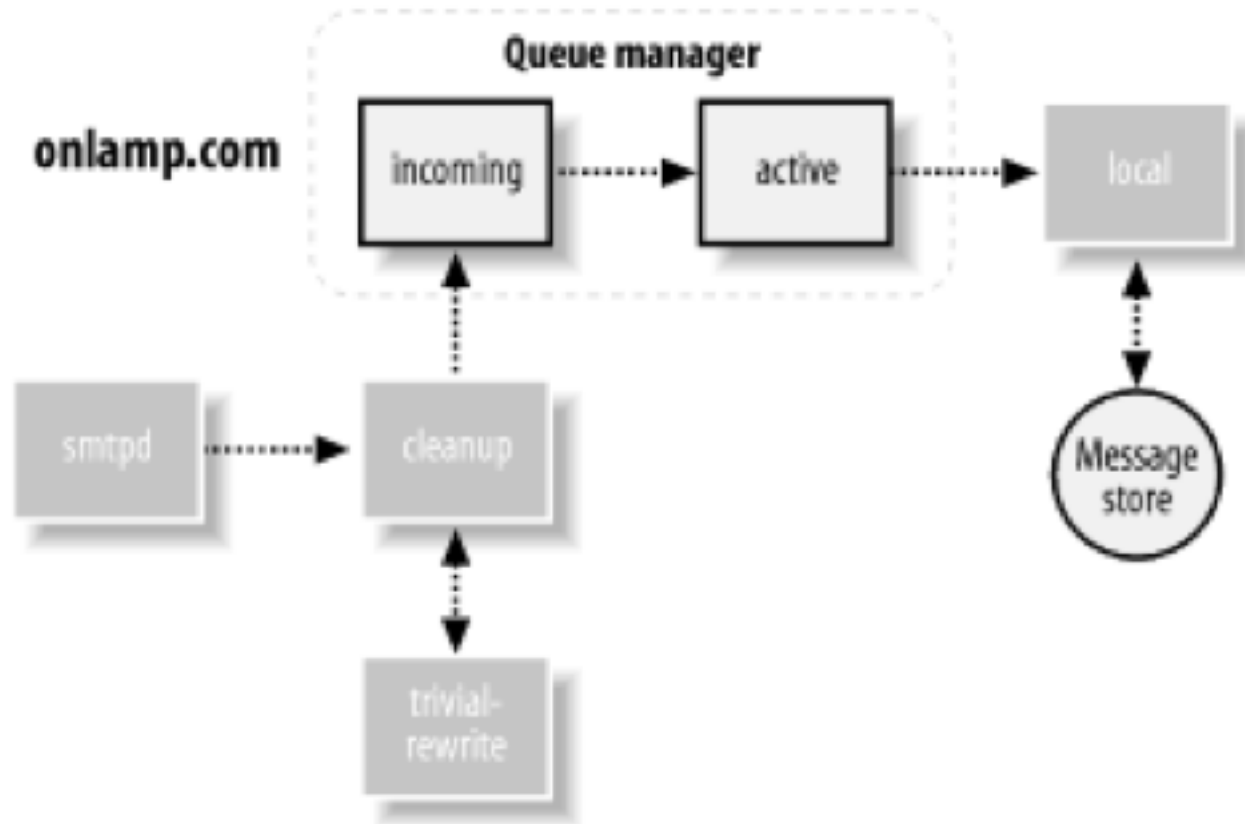 Queue manager
onlamp.com
incoming
active
local
smtpd
cleanup
Message
store
trivial-
rewrite